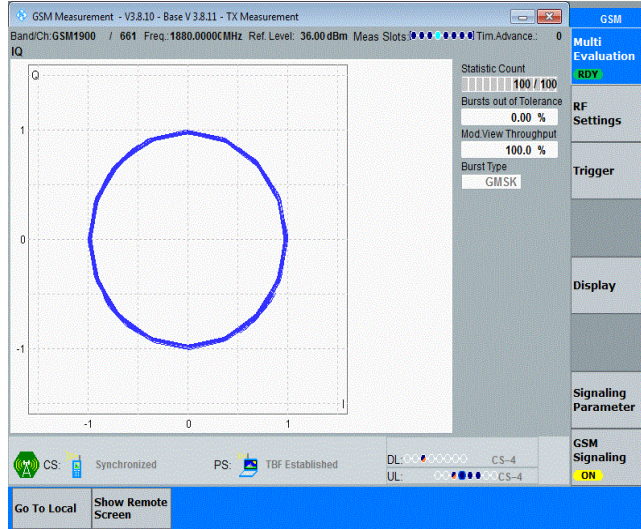 GSM Measurement - V3.8.10 - Base V 3.8.11 - TX Measurement
GSM
Band/Ch: GSM1900 / 661 Freq.: 1880.00000 MHz Ref. Level: 36.00 dBm Meas Slots: Tim.Advance.: 0
IQ
Multi
Evaluation
RDY
Q
Statistic Count
100 / 100
Bursts out of Tolerance
0.00 %
Mod.View Throughput
100.0 %
Burst Type
GMSK
RF
Settings
Trigger
Display
Signaling
Parameter
GSM
Signaling
ON
1
0
-1
I
-1 0 1
CS: Synchronized PS: TBF Established
DL: CS-4
UL: CS-4
Go To Local
Show Remote
Screen